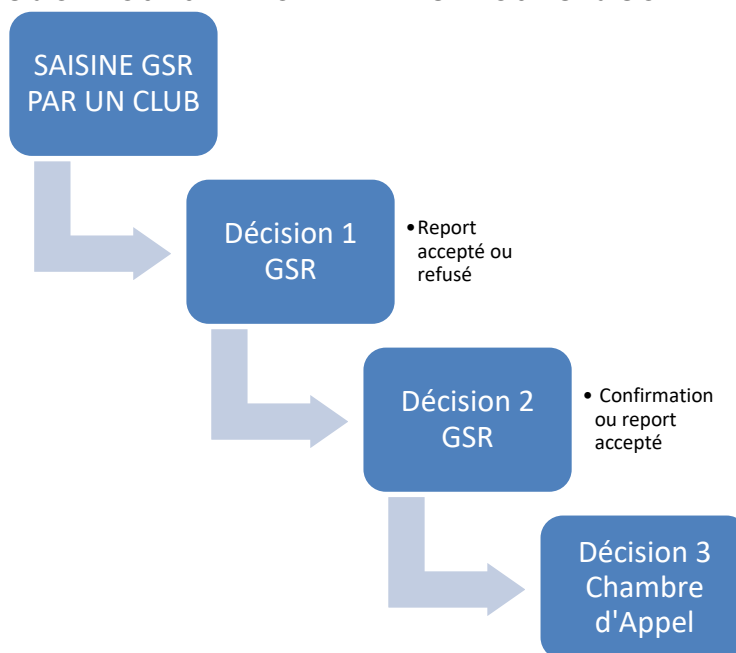 SAISINE GSR
PAR UN CLUB
Décision 1
GSR
•Report
accepté ou
refusé
Décision 2
GSR
• Confirmation
ou report
accepté
Décision 3
Chambre
d'Appel